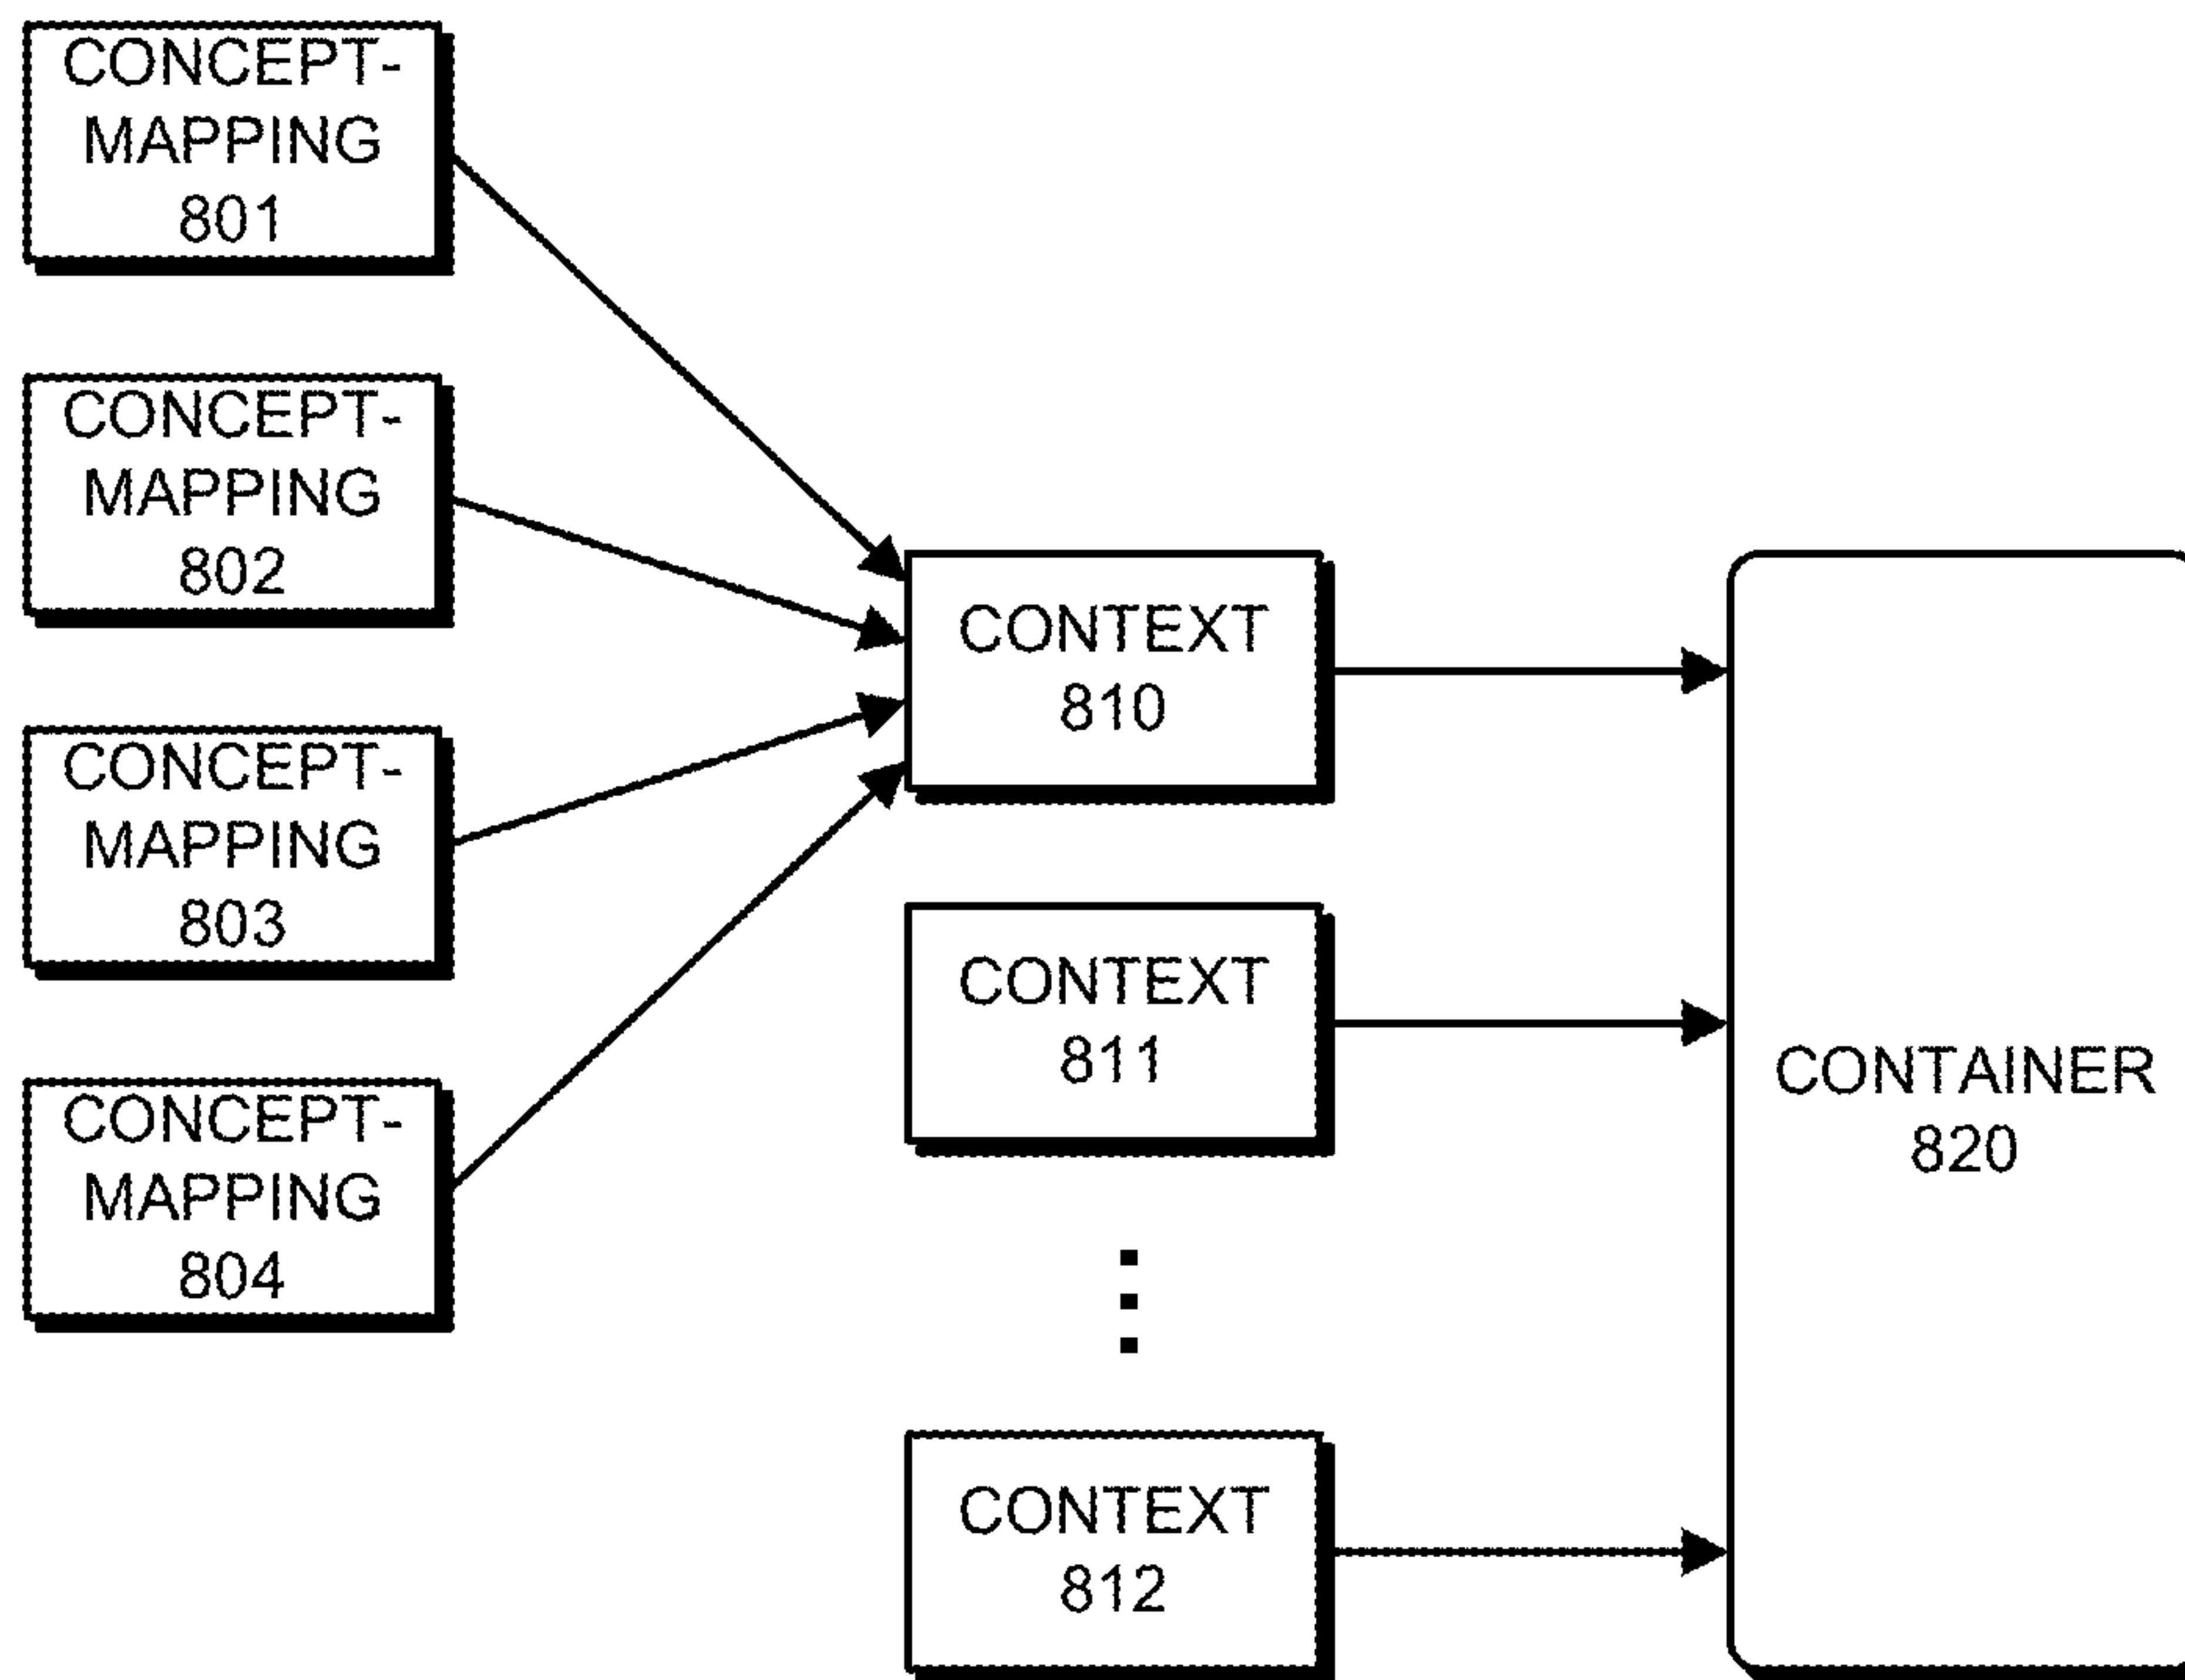 CONCEPT-
MAPPING
801
CONCEPT-
MAPPING
802
CONCEPT-
MAPPING
803
CONCEPT-
MAPPING
804
CONTEXT
810
CONTEXT
811
CONTEXT
812
CONTAINER
820